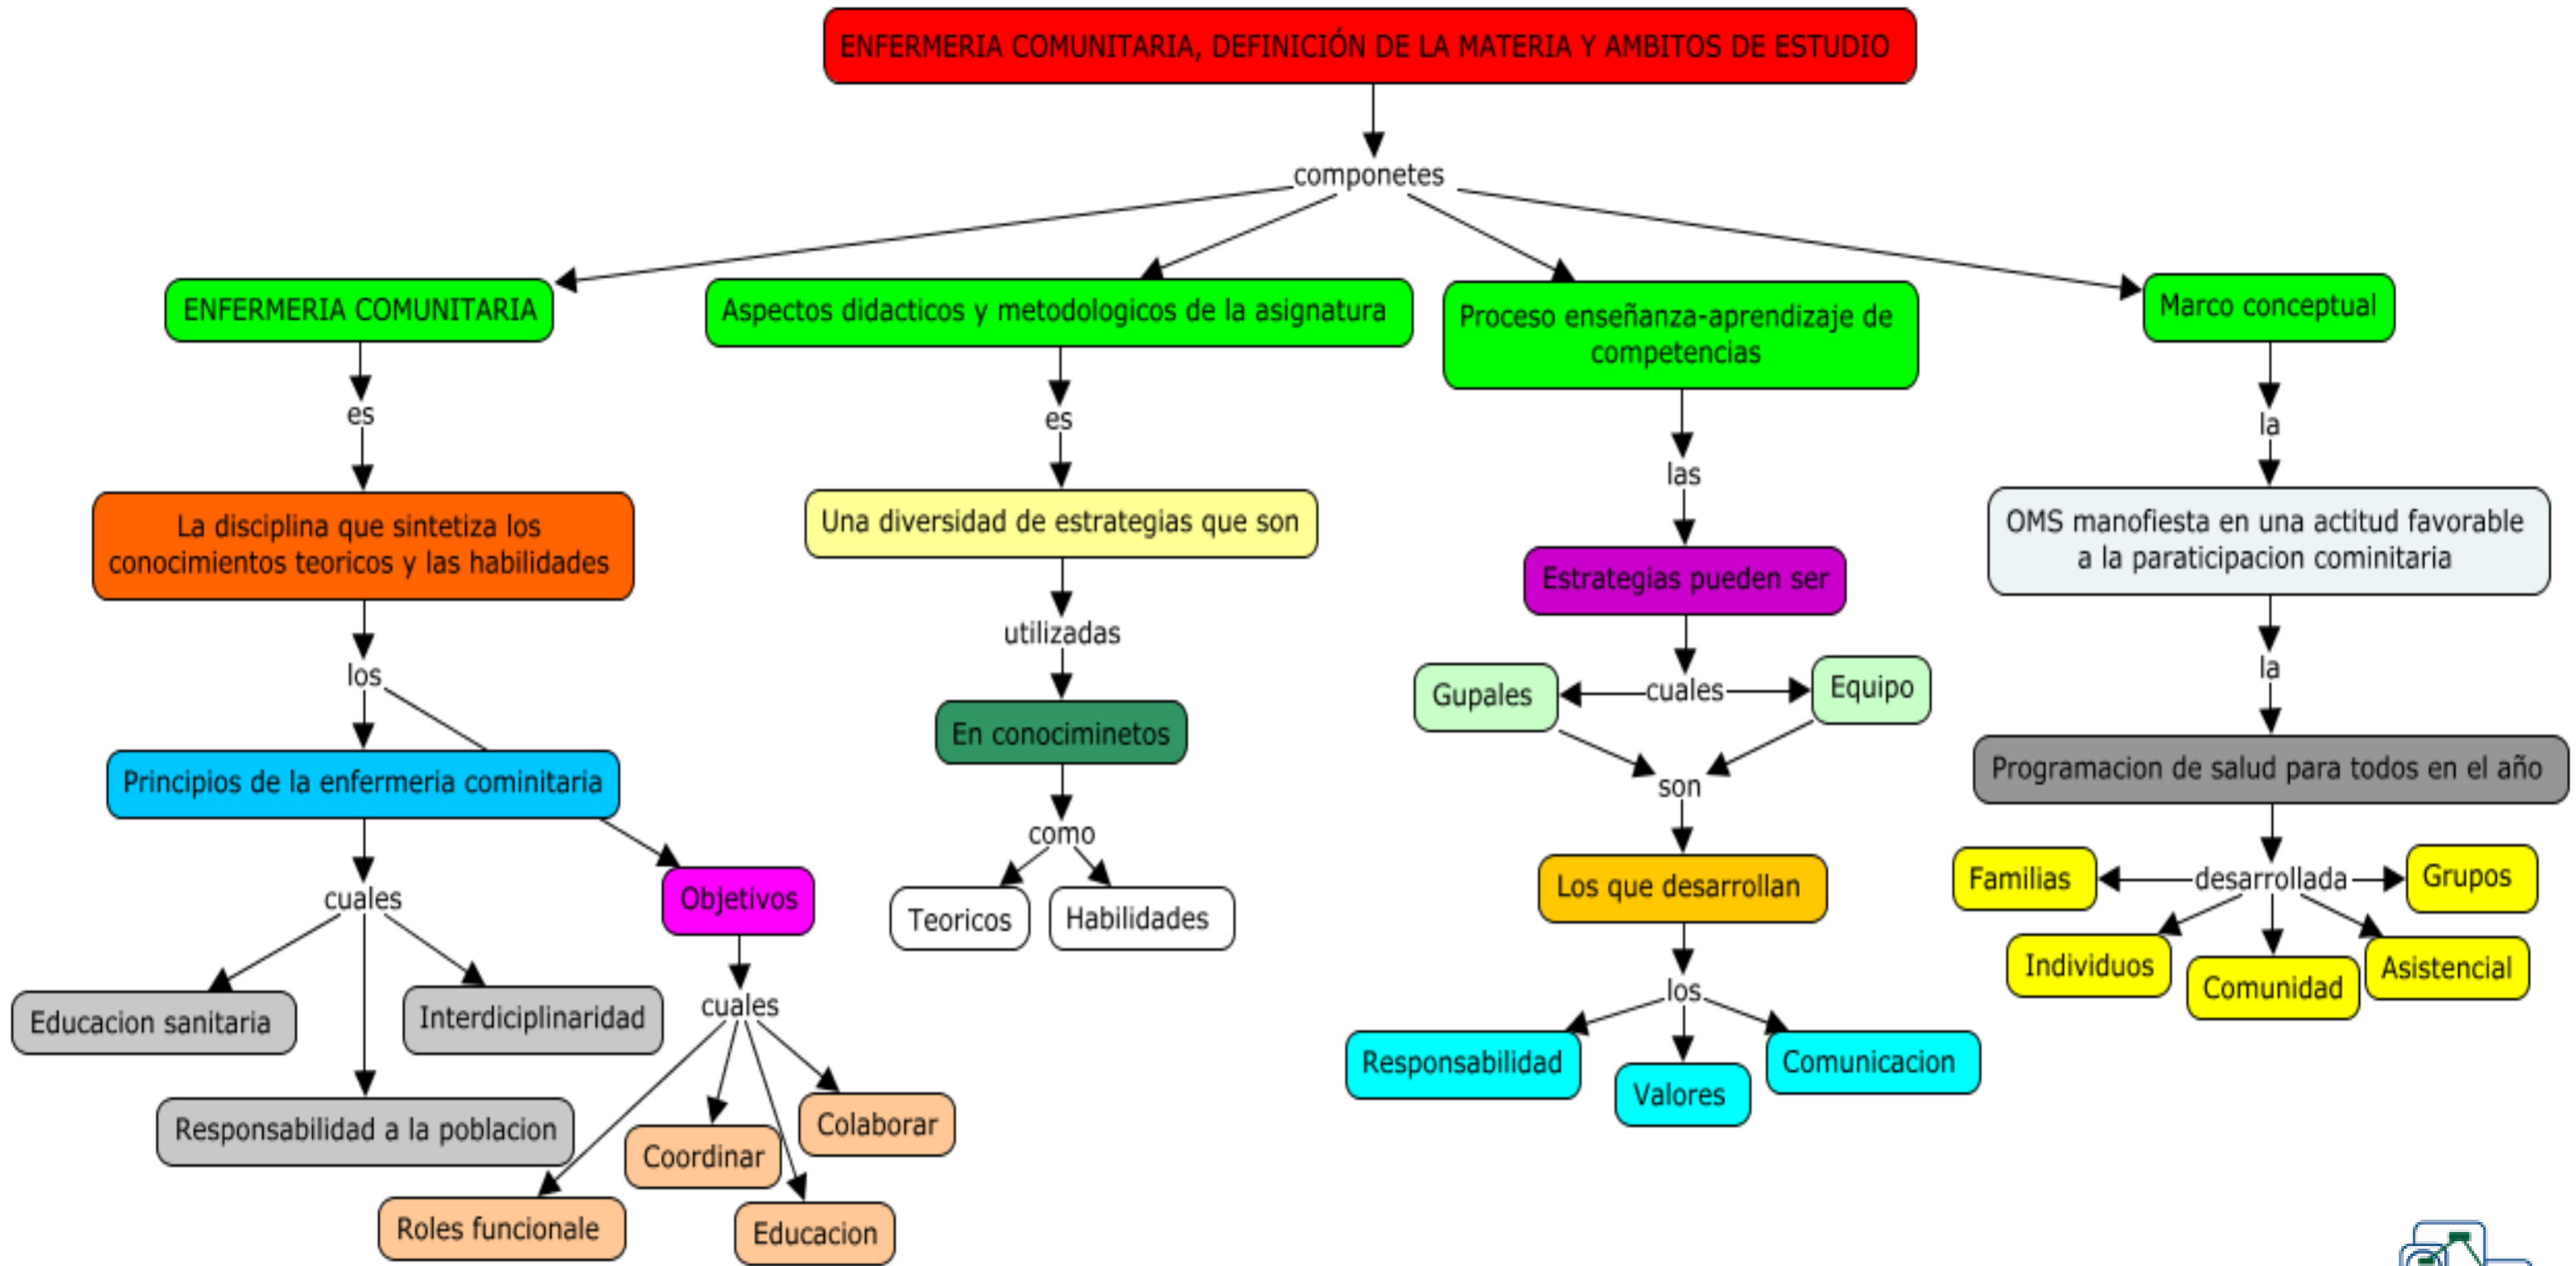 ENFERMERIA COMUNITARIA, DEFINICIÓN DE LA MATERIA Y AMBITOS DE ESTUDIO
componetes
ENFERMERIA COMUNITARIA
es
La disciplina que sintetiza los
conocimientos teoricos y las habilidades
los
Principios de la enfermeria cominitaria
cuales
Educacion sanitaria
Interdiciplinaridad
Responsabilidad a la poblacion
Objetivos
cuales
Roles funcionale
Coordinar
Educacion
Colaborar
Aspectos didacticos y metodologicos de la asignatura
es
Una diversidad de estrategias que son
utilizadas
En conociminetos
como
Teoricos
Habilidades
Proceso enseñanza-aprendizaje de
competencias
las
Estrategias pueden ser
cuales
Gupales
Equipo
son
Los que desarrollan
los
Responsabilidad
Valores
Comunicacion
Marco conceptual
la
OMS manofiesta en una actitud favorable
a la paraticipacion cominitaria
la
Programacion de salud para todos en el año
desarrollada
Familias
Grupos
Individuos
Comunidad
Asistencial